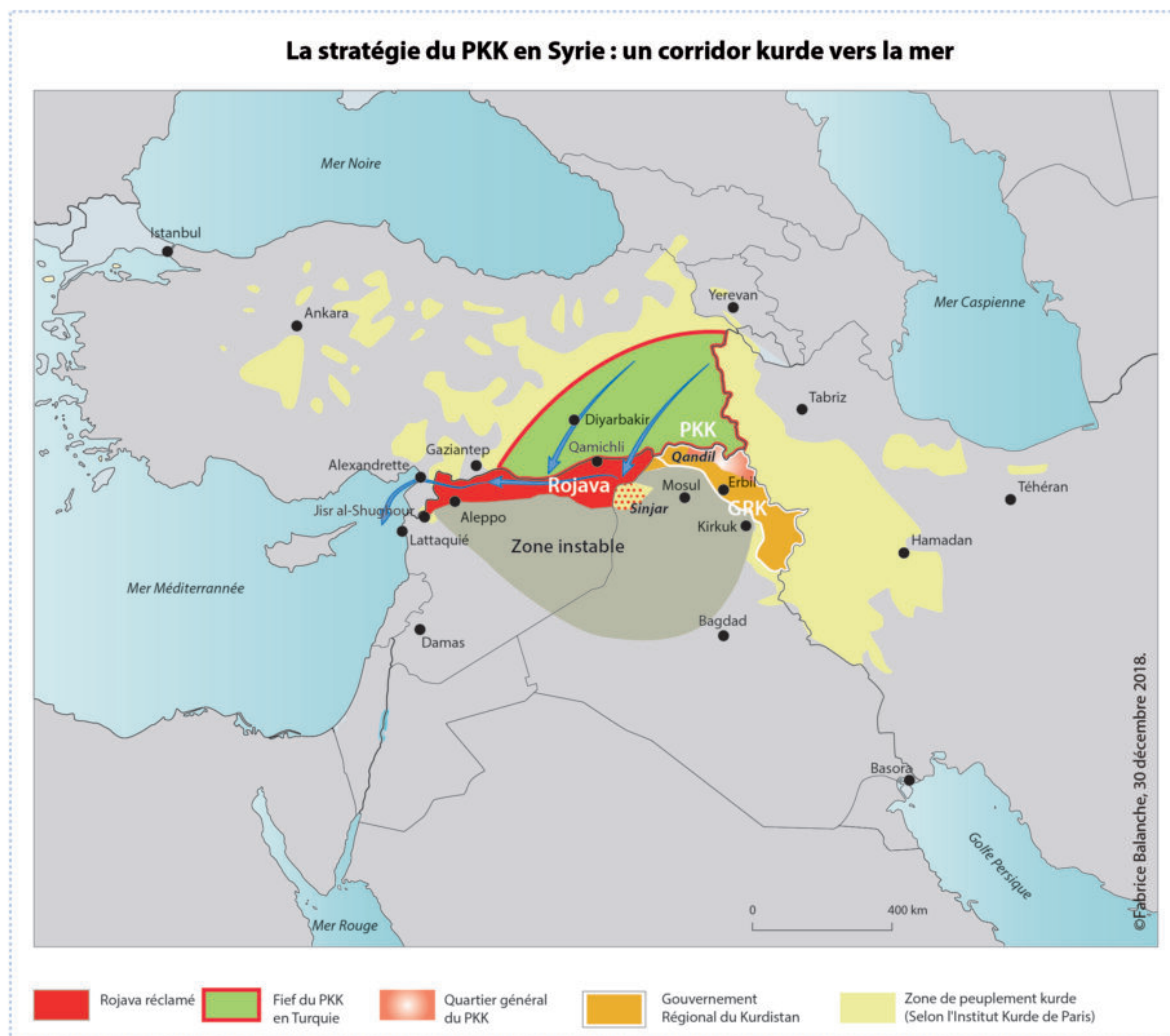 La stratégie du PKK en Syrie : un corridor kurde vers la mer
Mer Noire
Istanbul
Ankara
Yerevan
Mer Caspienne
Tabriz
Diyarbakir
PKK
Gaziantep
Qamichli
Qandil
Alexandrette
Rojava
Mosul
Erbil
Téhéran
Jisr al-Shughour
Aleppo
Sinjar
GRK
Kirkuk
Lattaquié
Zone instable
Hamadan
Mer Méditerrannée
Damas
Bagdad
Basora
Golfe Persique
Mer Rouge
0 400 km
©Fabrice Balanche, 30 décembre 2018.
Rojava réclamé
Fief du PKK
en Turquie
Quartier général
du PKK
Gouvernement
Régional du Kurdistan
Zone de peuplement kurde
(Selon l'Institut Kurde de Paris)